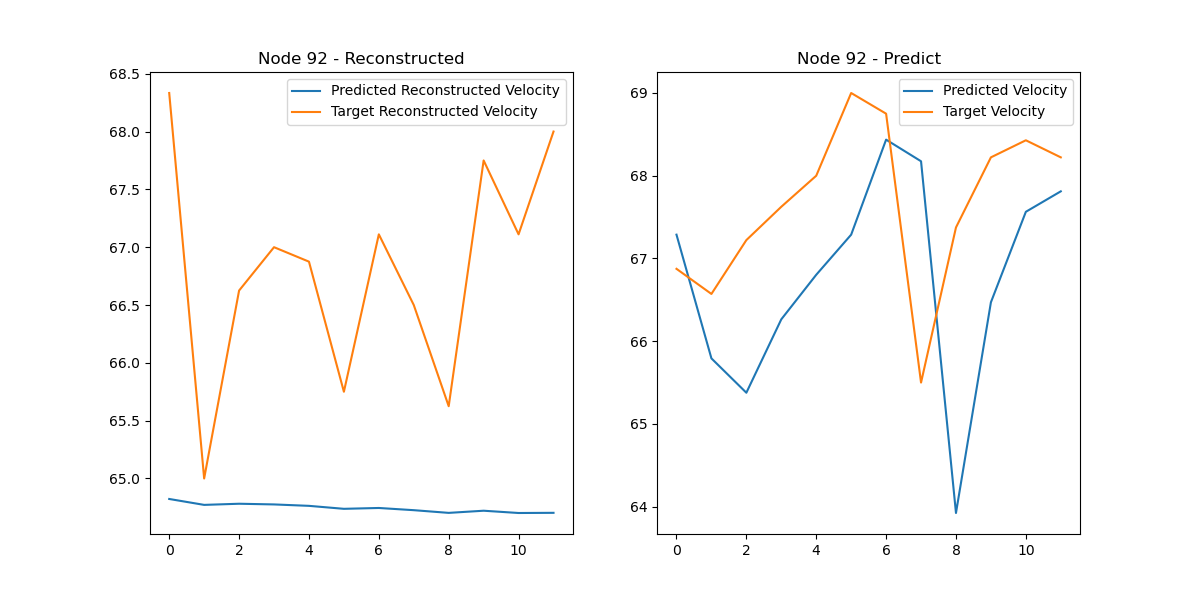 Node 92 - Reconstructed
Predicted Reconstructed Velocity
Target Reconstructed Velocity
68.5
68.0
67.5
67.0
66.5
66.0
65.5
65.0
0 2 4 6 8 10
Node 92 - Predict
Predicted Velocity
Target Velocity
69
68
67
66
65
64
0 2 4 6 8 10